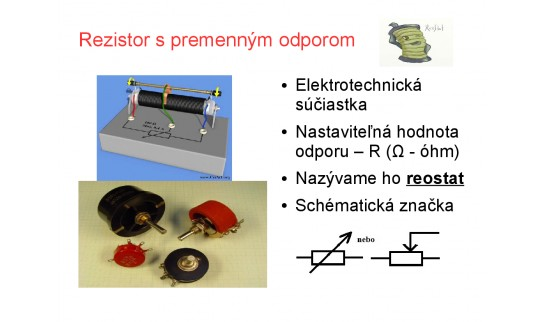 Rezistor s premenným odporom
• Elektrotechnická
súčiastka
• Nastaviteľná hodnota
odporu – R (Ω - óhm)
• Nazývame ho reostat
• Schématická značka
nebo